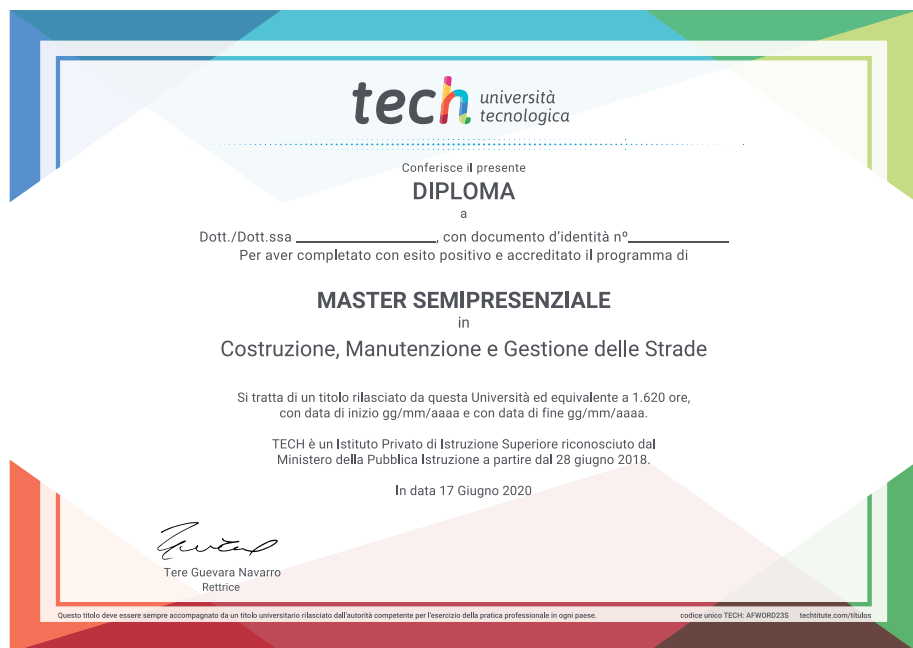 tech università
tecnologica
Conferisce il presente
DIPLOMA
a
Dott./Dott.ssa ________________, con documento d'identità nº____________
Per aver completato con esito positivo e accreditato il programma di
MASTER SEMIPRESENZIALE
in
Costruzione, Manutenzione e Gestione delle Strade
Si tratta di un titolo rilasciato da questa Università ed equivalente a 1.620 ore,
con data di inizio gg/mm/aaaa e con data di fine gg/mm/aaaa.
TECH è un Istituto Privato di Istruzione Superiore riconosciuto dal
Ministero della Pubblica Istruzione a partire dal 28 giugno 2018.
In data 17 Giugno 2020
Tere Guevara Navarro
Rettrice
Questo titolo deve essere sempre accompagnato da un titolo universitario rilasciato dall'autorità competente per l'esercizio della pratica professionale in ogni paese. codice unico TECH: AFWORD23S techtitute.com/títulos